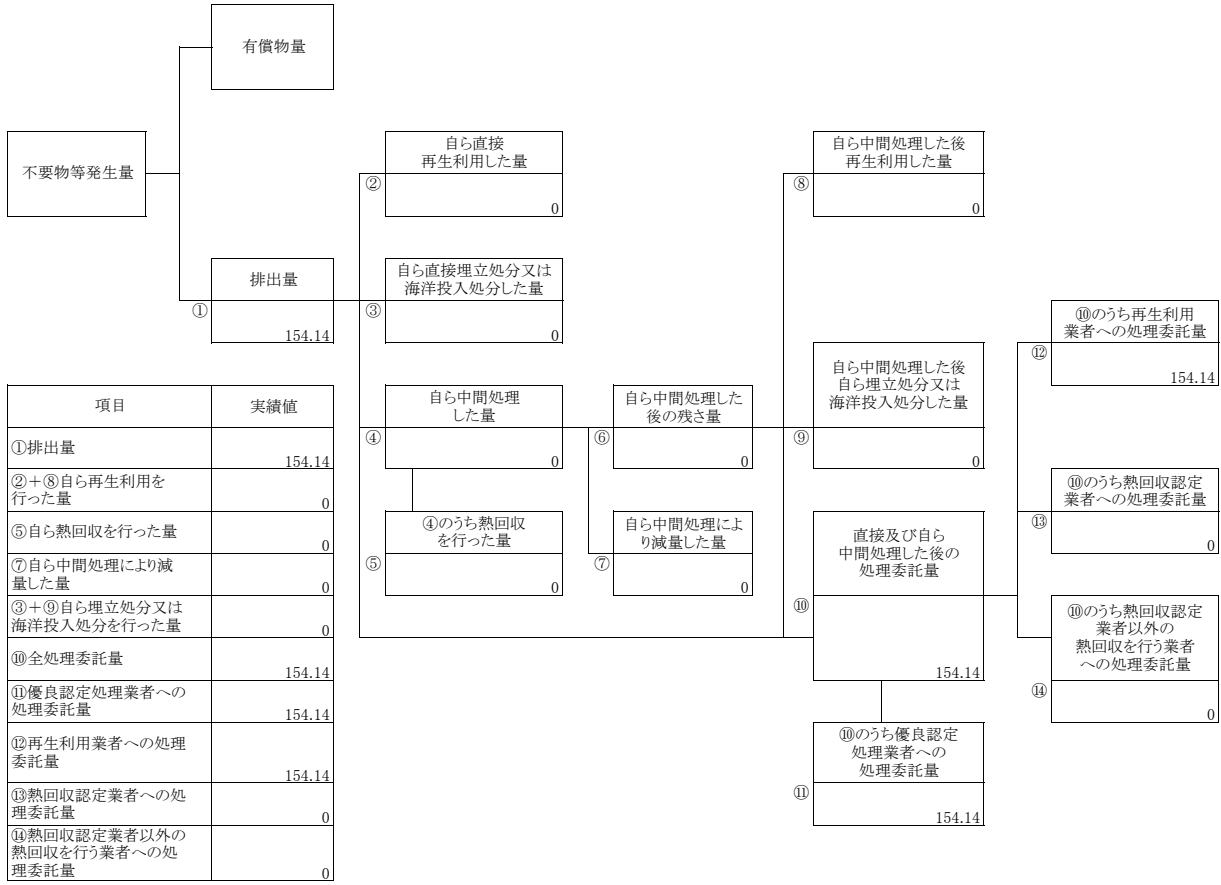 有償物量
不要物等発生量
自ら直接
再生利用した量
②
0
自ら中間処理した後
再生利用した量
⑧
0
排出量
①
154.14
自ら直接埋立処分又は
海洋投入処分した量
③
0
⑩のうち再生利用
業者への処理委託量
⑫
154.14
自ら中間処理
した量
④
0
自ら中間処理した
後の残さ量
⑥
0
自ら中間処理した後
自ら埋立処分又は
海洋投入処分した量
⑨
0
⑩のうち熱回収認定
業者への処理委託量
⑬
0
④のうち熱回収
を行った量
⑤
0
自ら中間処理によ
り減量した量
⑦
0
直接及び自ら
中間処理した後の
処理委託量
⑩
154.14
⑩のうち熱回収認定
業者以外の
熱回収を行う業者
への処理委託量
⑭
0
⑩のうち優良認定
処理業者への
処理委託量
⑪
154.14
項目 実績値
①排出量
154.14
②+⑧自ら再生利用を
行った量
0
⑤自ら熱回収を行った量
0
⑦自ら中間処理により減
量した量
0
③+⑨自ら埋立処分又は
海洋投入処分を行った量
0
⑩全処理委託量
154.14
⑪優良認定処理業者への
処理委託量
154.14
⑫再生利用業者への処理
委託量
154.14
⑬熱回収認定業者への処
理委託量
0
⑭熱回収認定業者以外の
熱回収を行う業者への処
理委託量
0